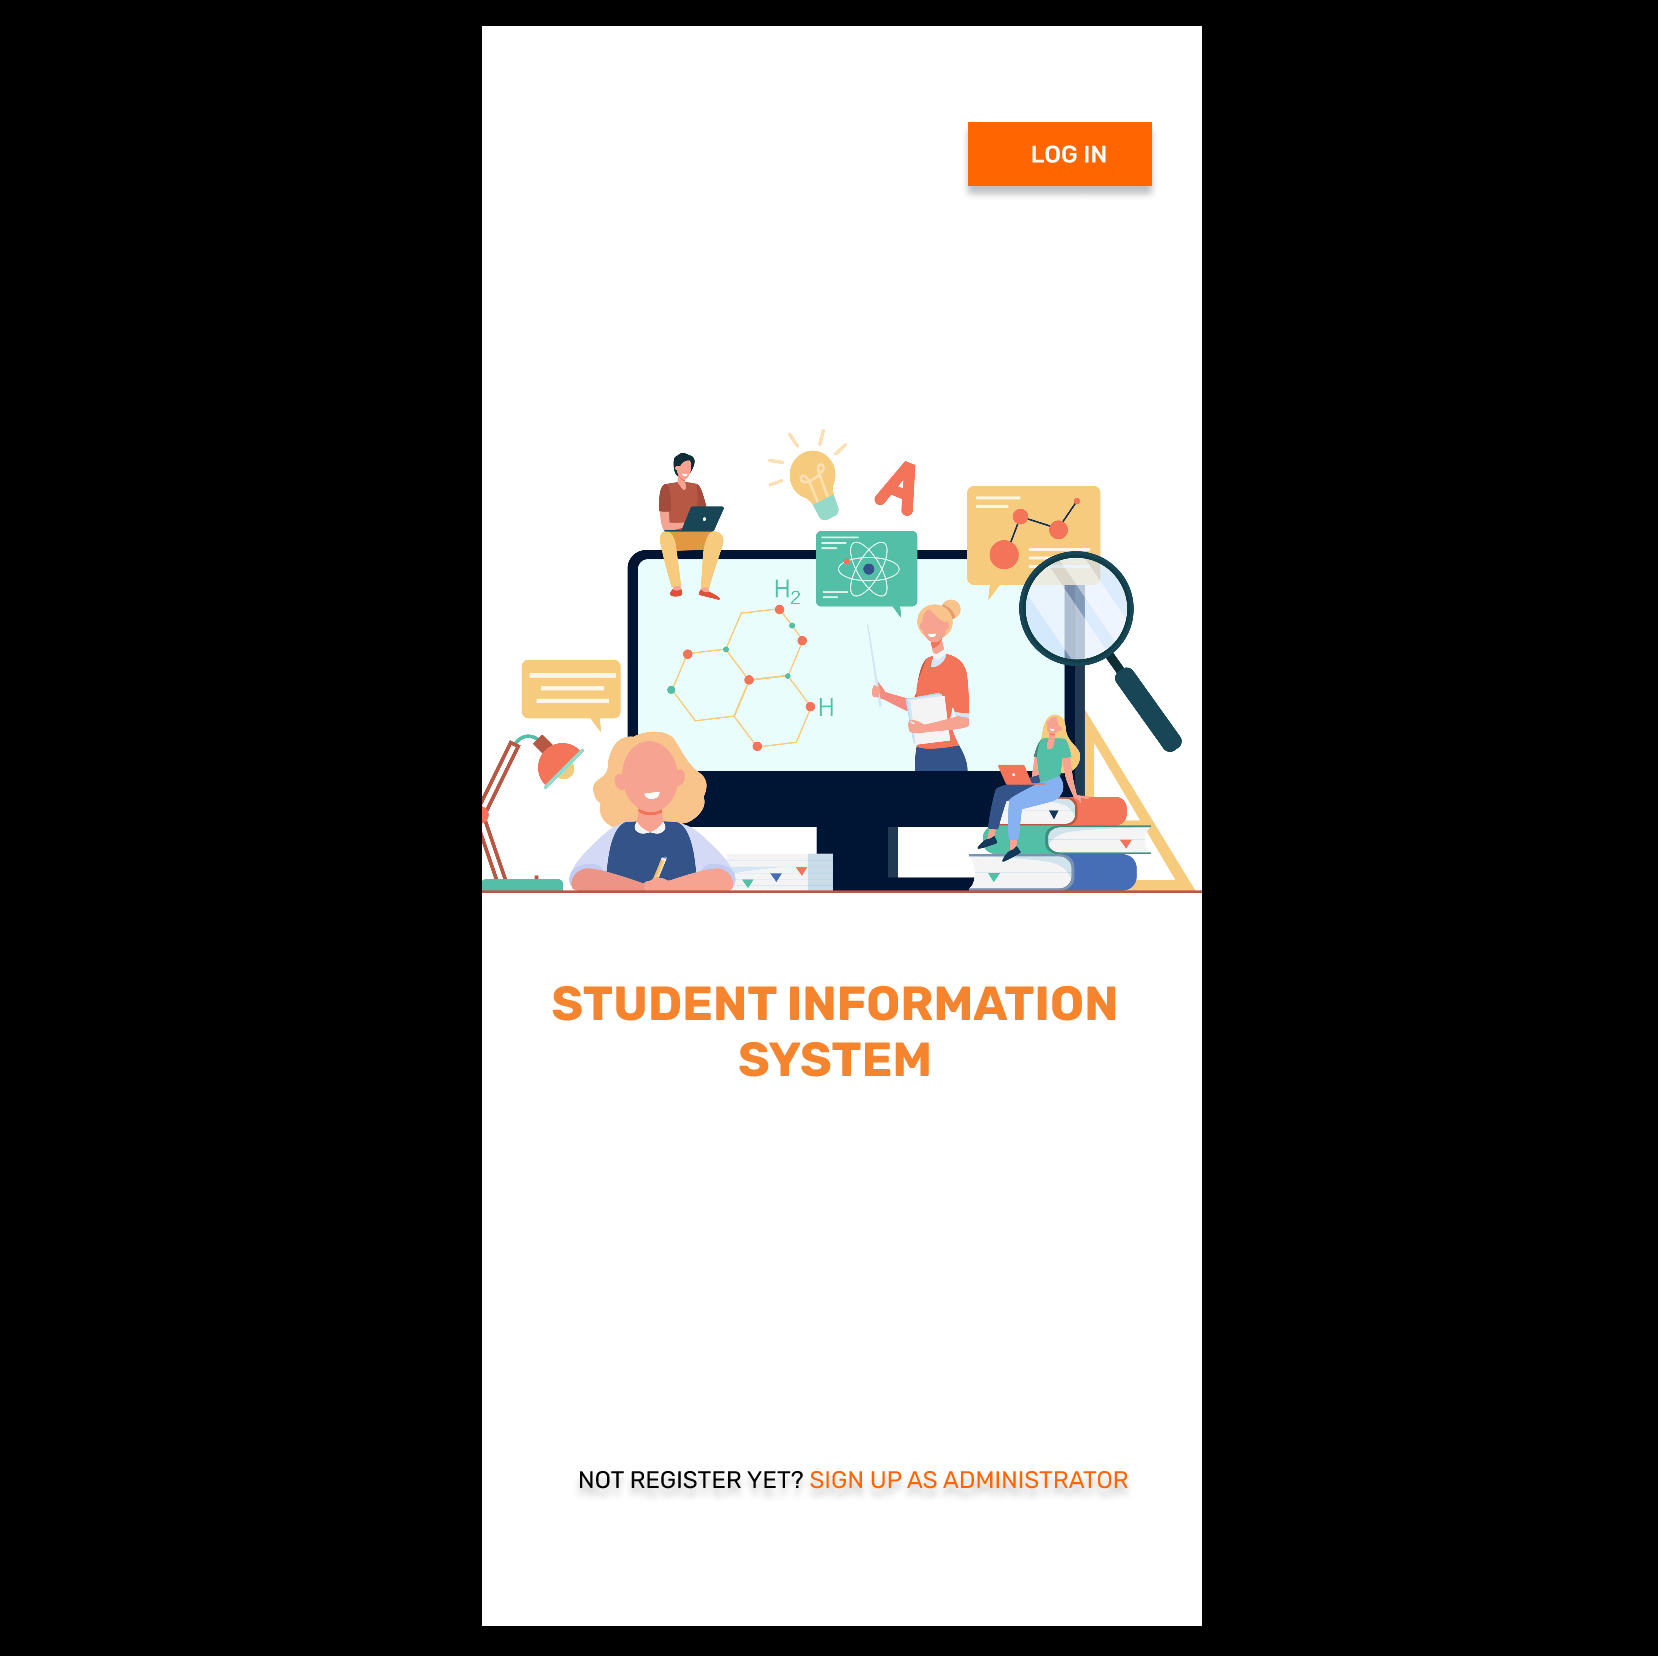 LOG IN
A
H2
H
STUDENT INFORMATION
SYSTEM
NOT REGISTER YET? SIGN UP AS ADMINISTRATOR